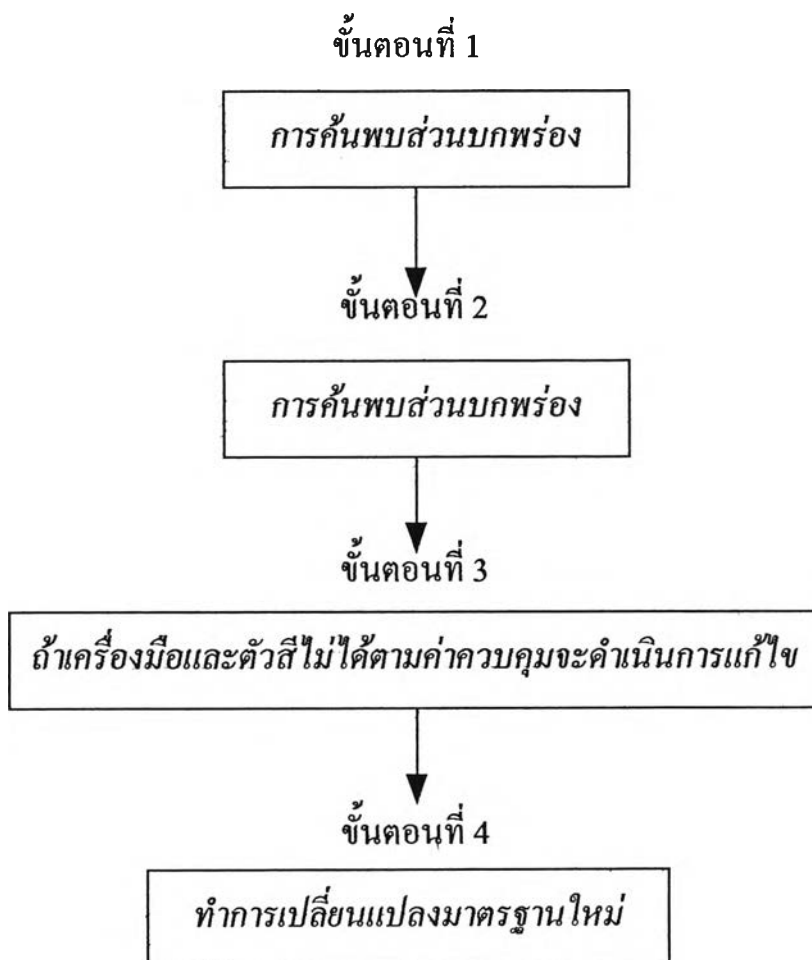 ขั้นตอนที่ 1
การค้นพบส่วนบกพร่อง
ขั้นตอนที่ 2
การค้นพบส่วนบกพร่อง
ขั้นตอนที่ 3
ถ้าเครื่องมือและตัวสีไม่ได้ตามค่าควบคุมจะดำเนินการแก้ไข
ขั้นตอนที่ 4
ทำการเปลี่ยนแปลงมาตรฐานใหม่